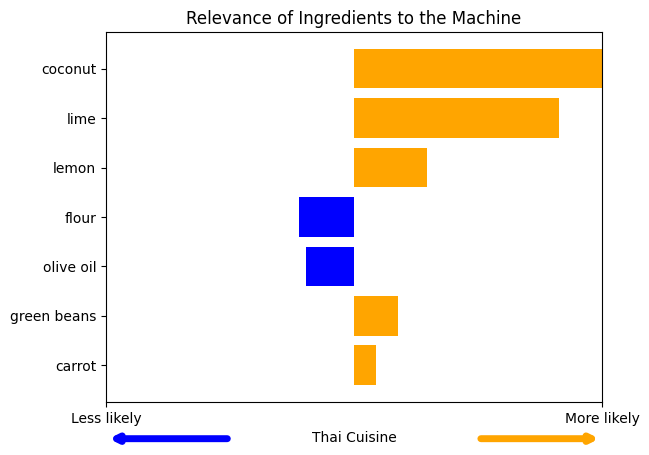 Relevance of Ingredients to the Machine
coconut
lime
lemon
flour
olive oil
green beans
carrot
Less likely
More likely
Thai Cuisine